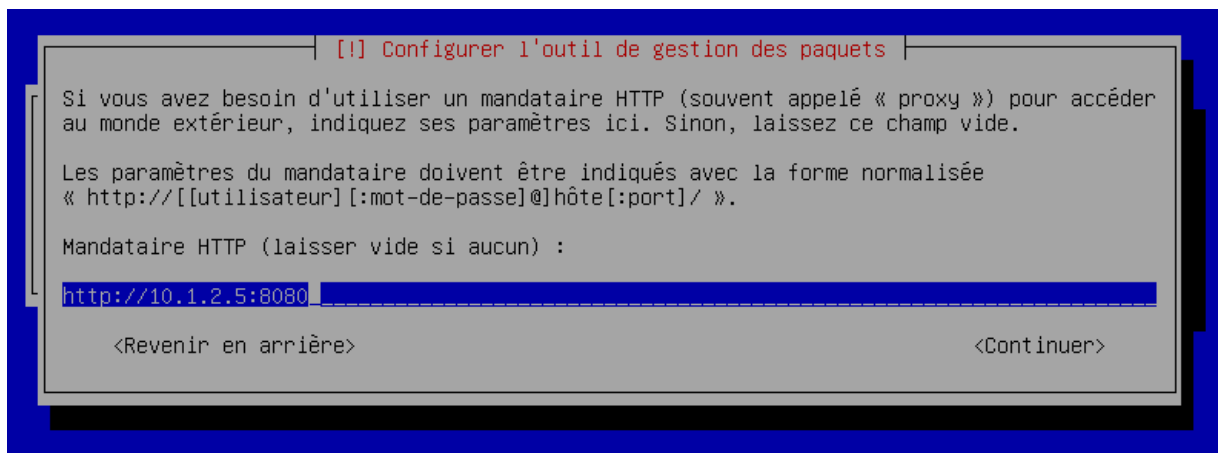 [!] Configurer l'outil de gestion des paquets
Si vous avez besoin d'utiliser un mandataire HTTP (souvent appelé « proxy ») pour accéder
au monde extérieur, indiquez ses paramètres ici. Sinon, laissez ce champ vide.
Les paramètres du mandataire doivent être indiqués avec la forme normalisée
« http://[[utilisateur][:mot-de-passe]@]hôte[:port]/ ».
Mandataire HTTP (laisser vide si aucun) :
http://10.1.2.5:8080
<Revenir en arrière> <Continuer>